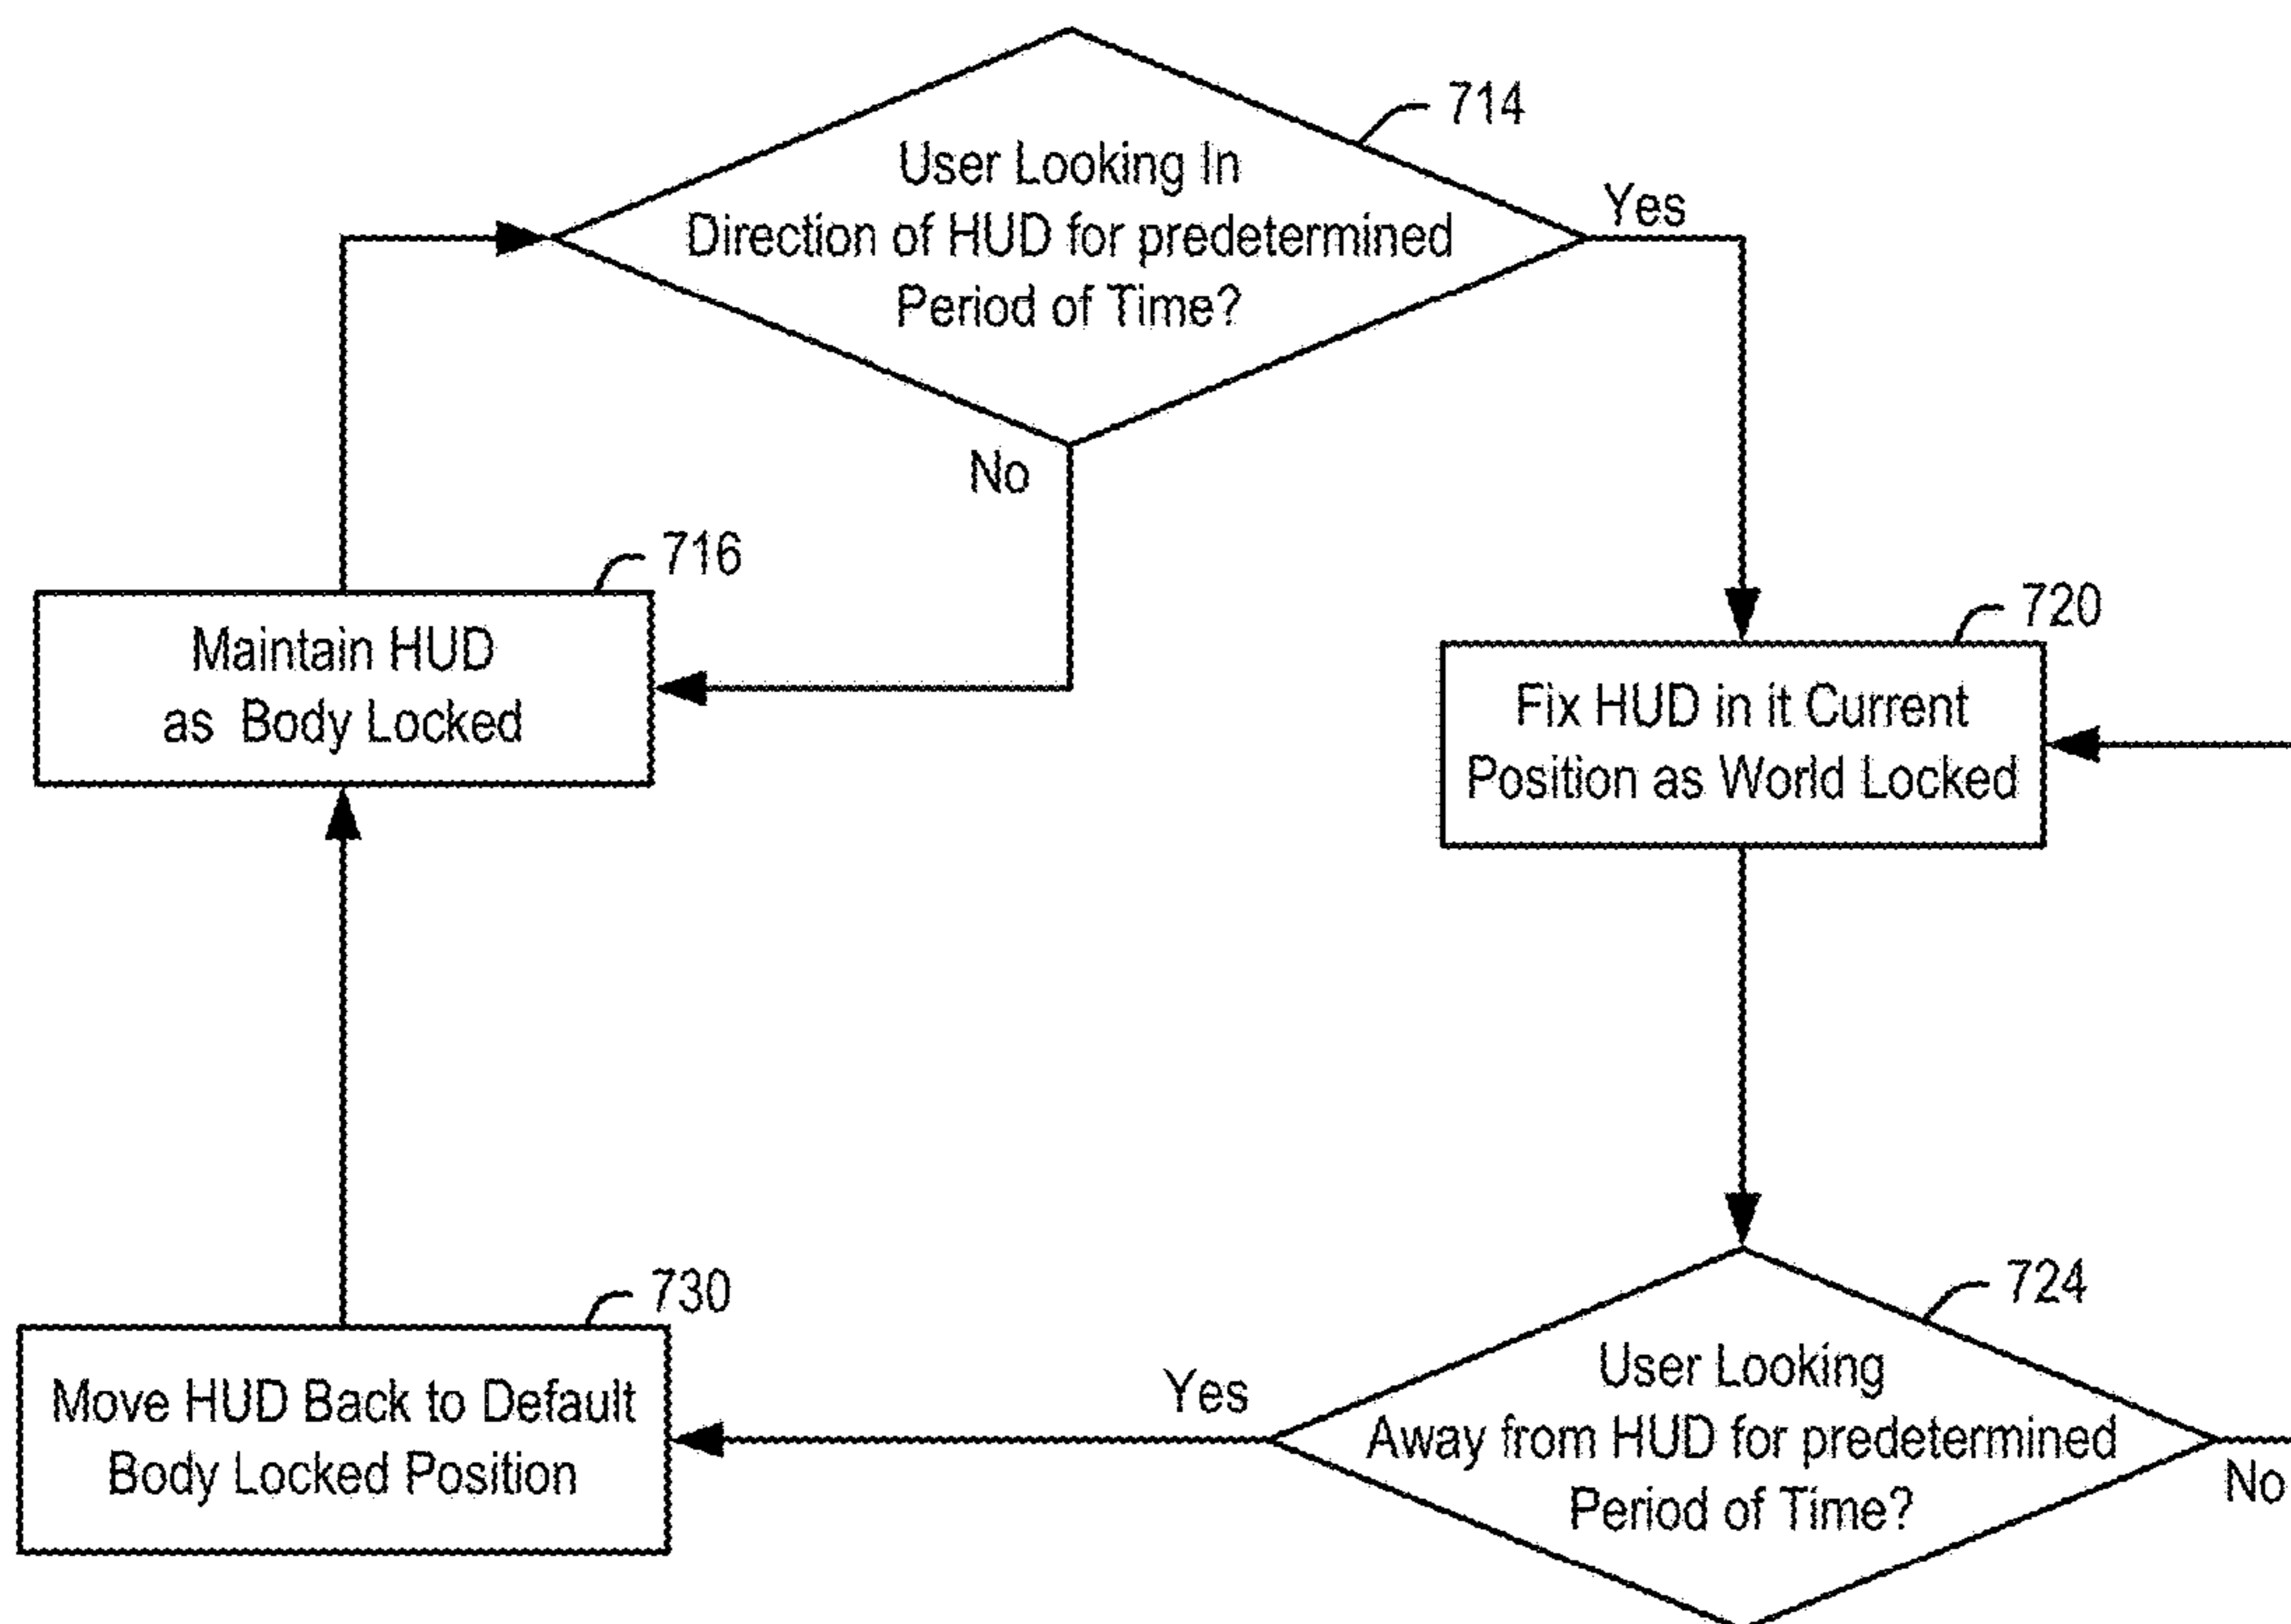 714
User Looking In
Direction of HUD for predetermined
Period of Time?
Yes
No
716
Maintain HUD
as Body Locked
720
Fix HUD in it Current
Position as World Locked
730
Move HUD Back to Default
Body Locked Position
Yes
724
User Looking
Away from HUD for predetermined
Period of Time?
No